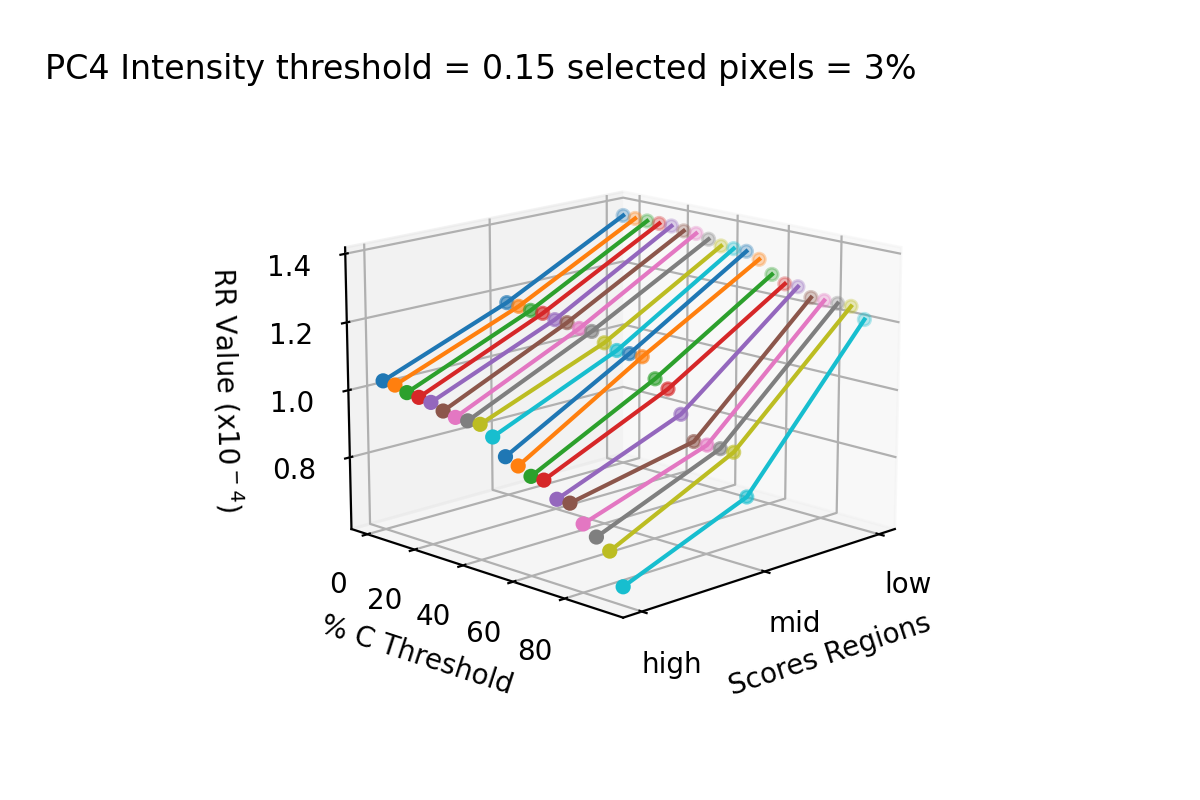 PC4 Intensity threshold = 0.15 selected pixels = 3%
1.4
1.2
1.0
0.8
RR Value (x10⁻⁴)
0
20
40
60
80
% C Threshold
high
mid
low
Scores Regions